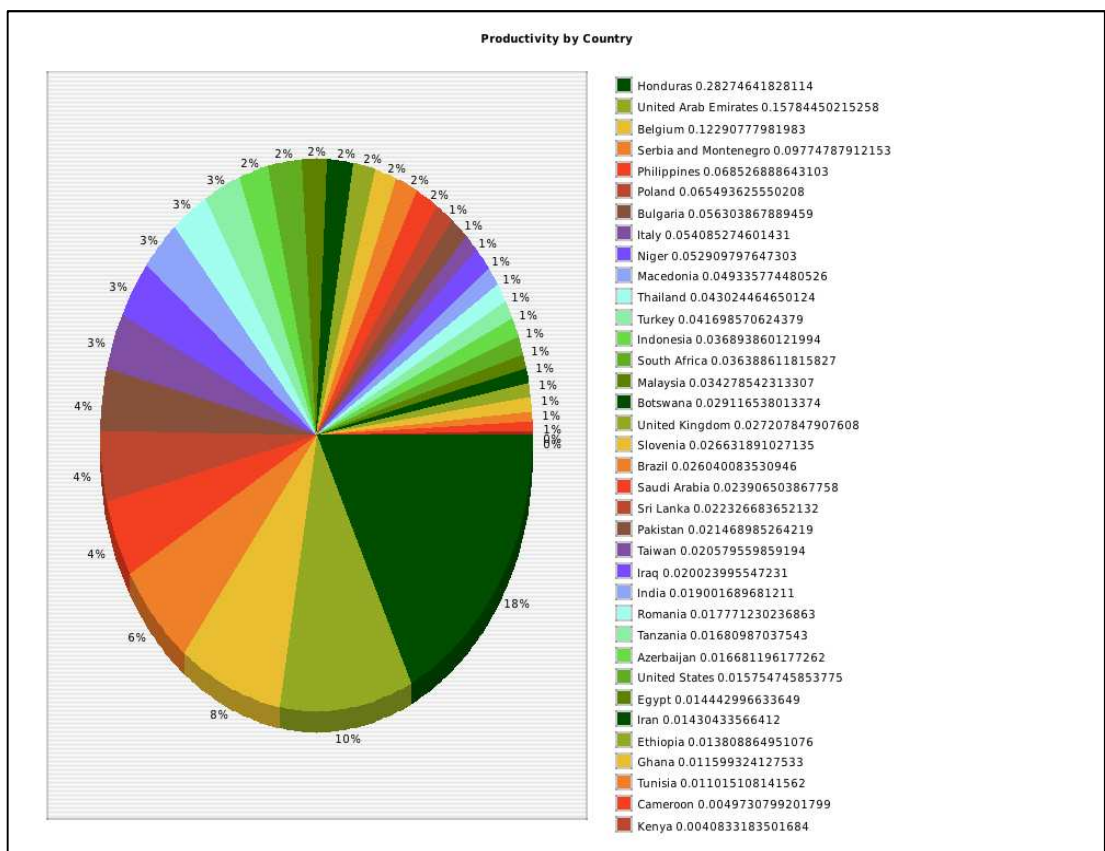 Productivity by Country
Honduras 0.28274641828114
United Arab Emirates 0.15784450215258
Belgium 0.12290777981983
Serbia and Montenegro 0.09774787912153
Philippines 0.068526888643103
Poland 0.065493625550208
Bulgaria 0.056303867889459
Italy 0.054085274601431
Niger 0.052909797647303
Macedonia 0.049335774480526
Thailand 0.043024464650124
Turkey 0.041698570624379
Indonesia 0.036893860121994
South Africa 0.036388611815827
Malaysia 0.034278542313307
Botswana 0.029116538013374
United Kingdom 0.027207847907608
Slovenia 0.026631891027135
Brazil 0.026040083530946
Saudi Arabia 0.023906503867758
Sri Lanka 0.022326683652132
Pakistan 0.021468985264219
Taiwan 0.020579559859194
Iraq 0.020023995547231
India 0.019001689681211
Romania 0.017771230236863
Tanzania 0.01680987037543
Azerbaijan 0.016681196177262
United States 0.015754745853775
Egypt 0.014442996633649
Iran 0.01430433566412
Ethiopia 0.013808864951076
Ghana 0.011599324127533
Tunisia 0.011015108141562
Cameroon 0.0049730799201799
Kenya 0.0040833183501684
18%
10%
8%
6%
4%
4%
4%
3%
3%
3%
3%
3%
2%
2%
2%
2%
2%
2%
2%
2%
1%
1%
1%
1%
1%
1%
1%
1%
1%
1%
1%
1%
1%
1%
0%
0%